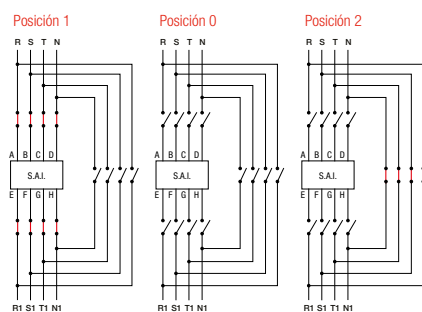 Posición 1 Posición 0 Posición 2
R S T N R S T N R S T N
A B C D A B C D A B C D
S.A.I. S.A.I. S.A.I.
E F G H E F G H E F G H
R1 S1 T1 N1 R1 S1 T1 N1 R1 S1 T1 N1